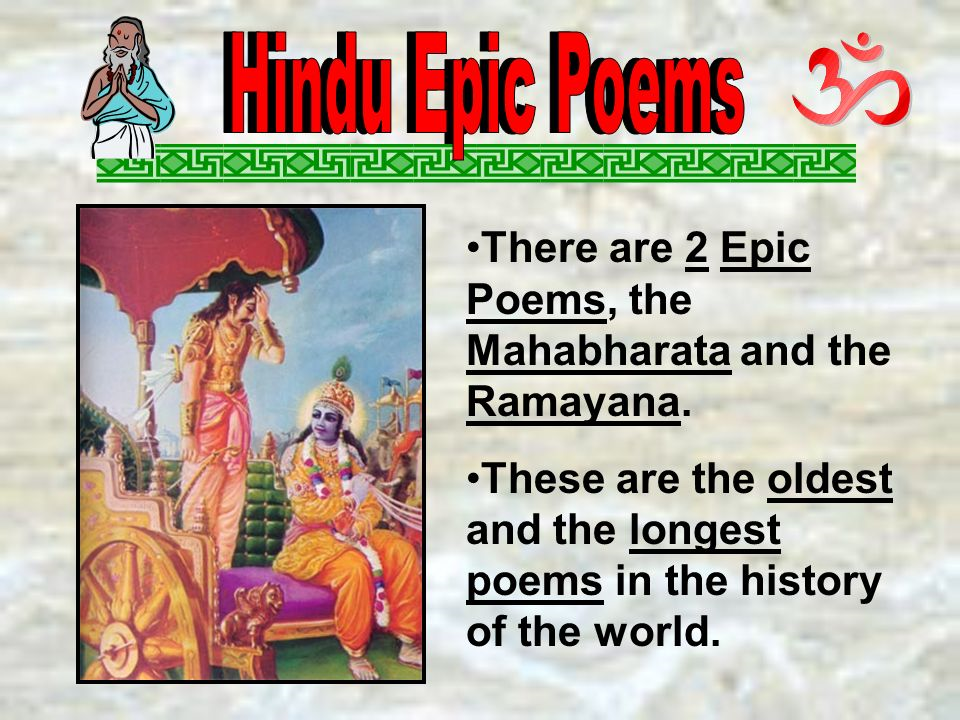 Hindu Epic Poems
ॐ
•There are 2 Epic
Poems, the
Mahabharata and the
Ramayana.
•These are the oldest
and the longest
poems in the history
of the world.